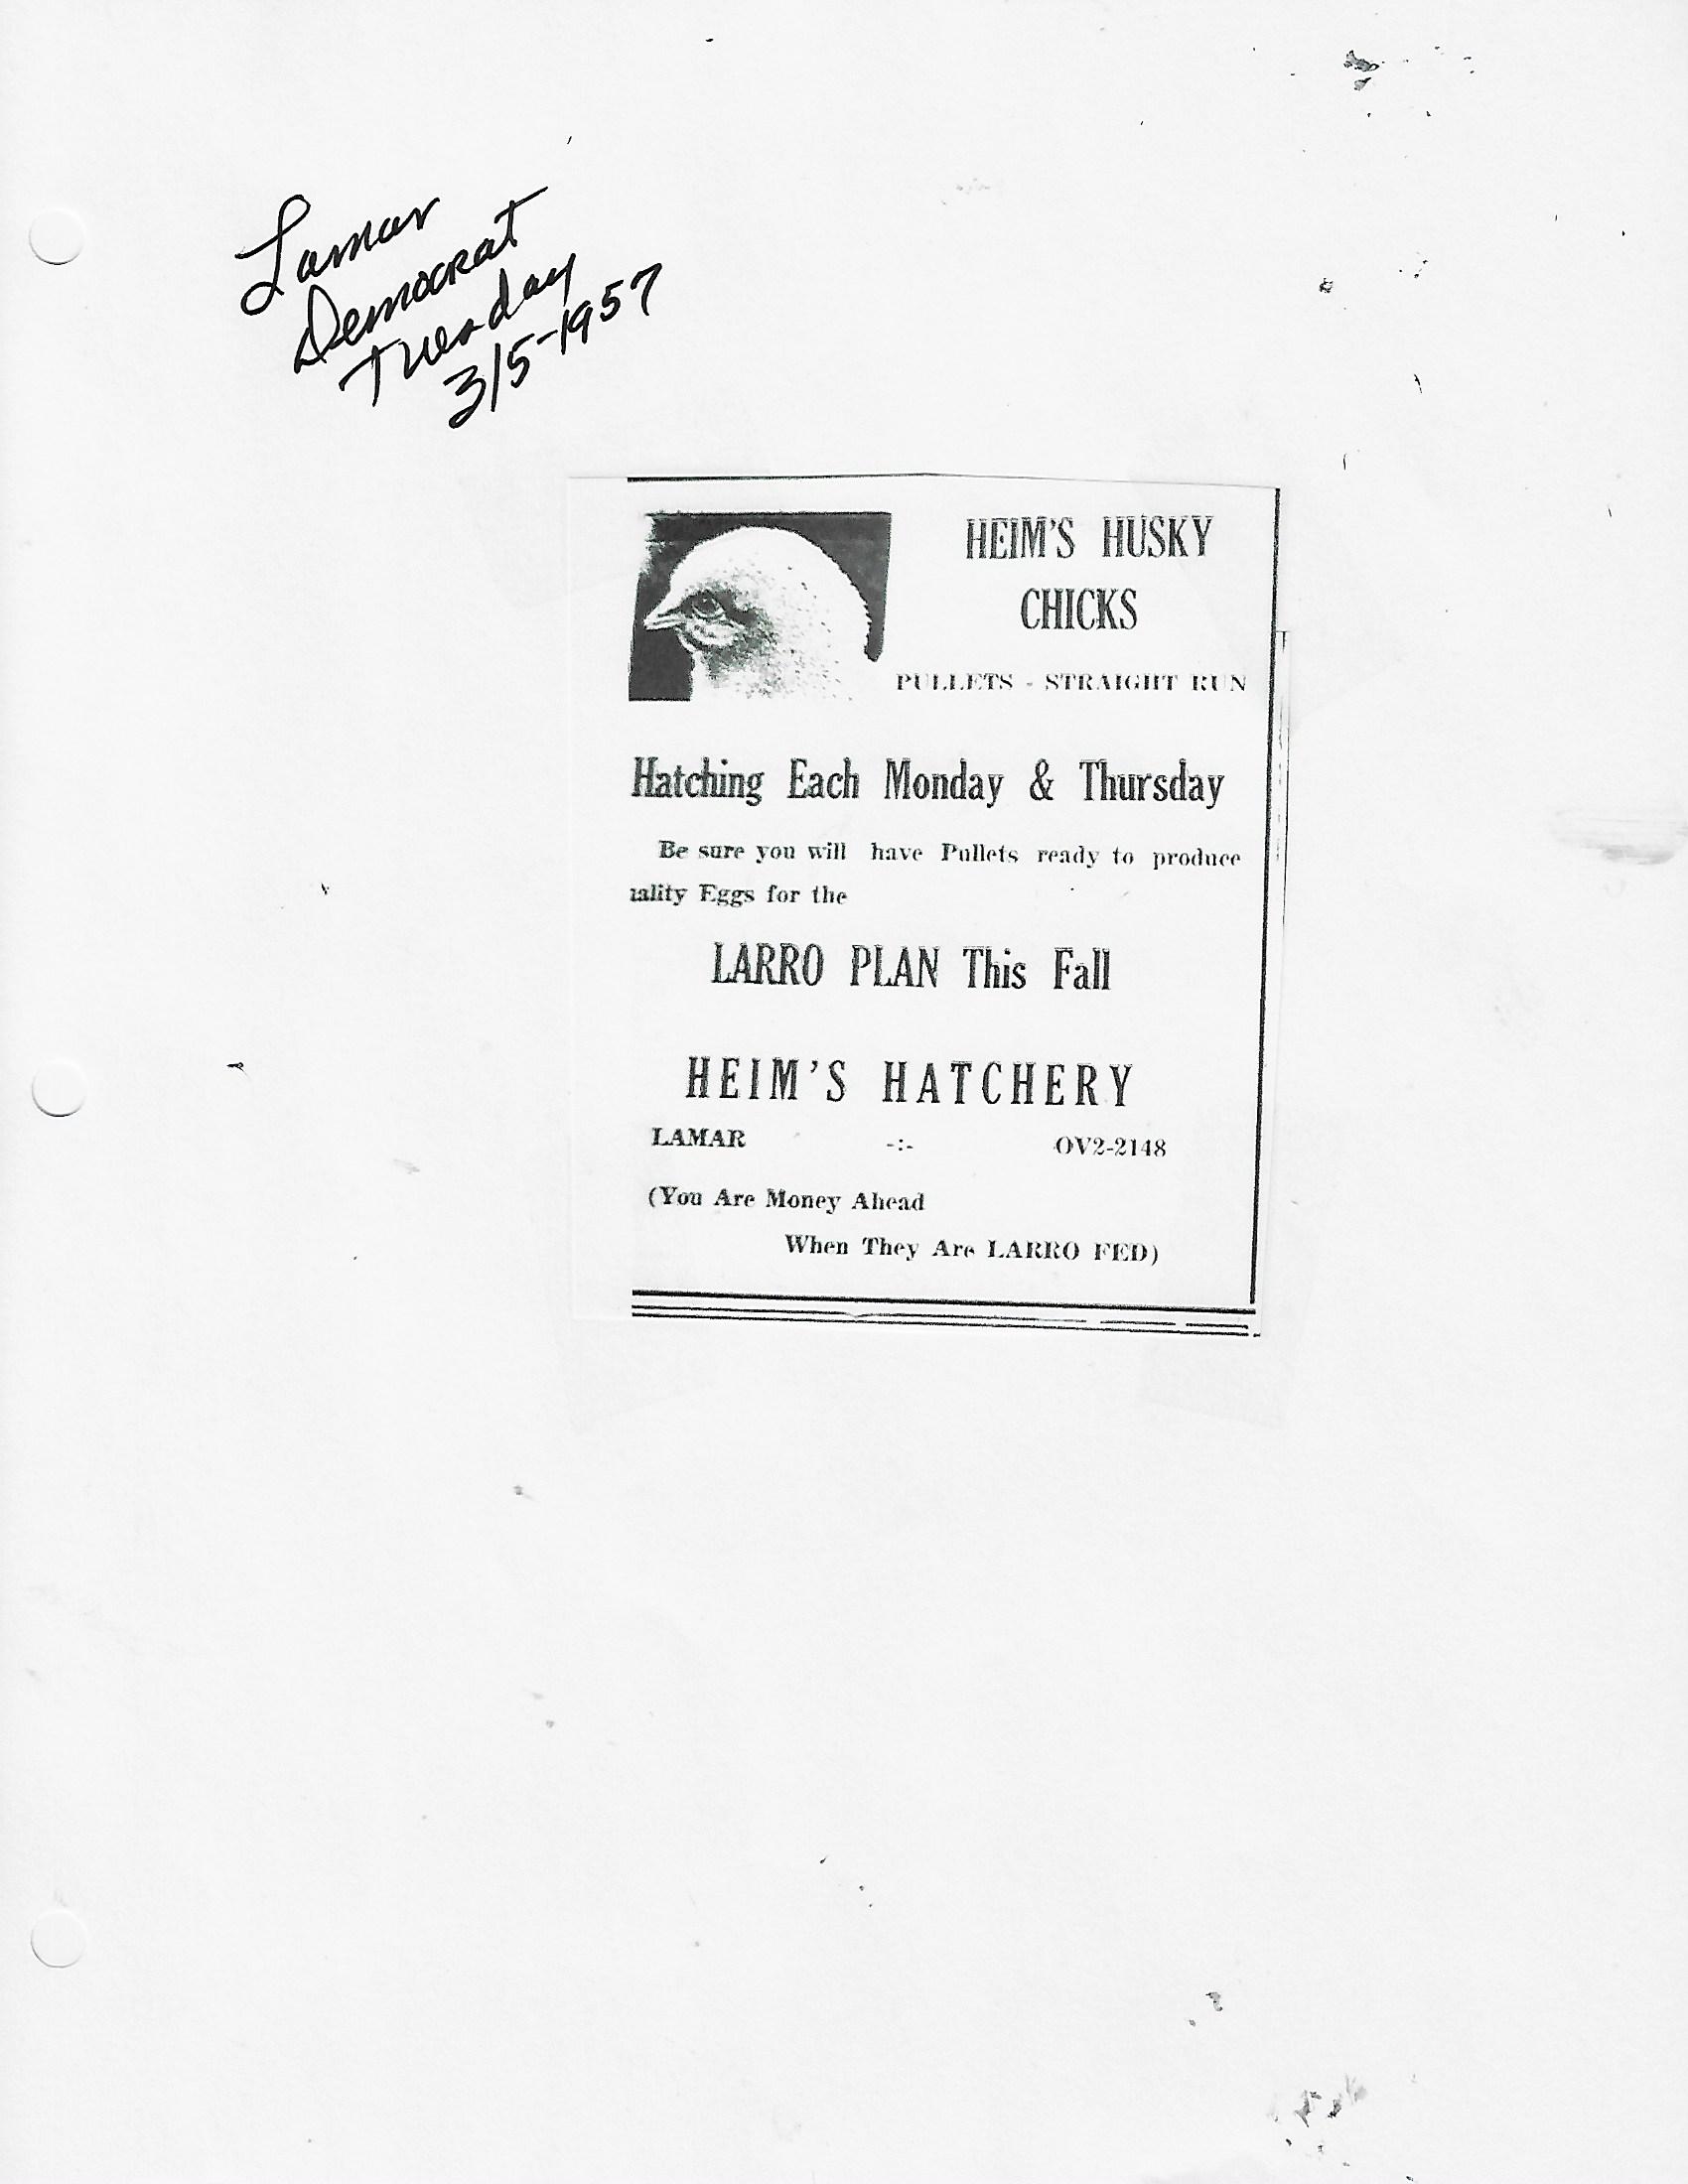 Lamar
Democrat
Tuesday
3/5-1957
HEIM'S HUSKY
CHICKS
PULLETS - STRAIGHT RUN
Hatching Each Monday & Thursday
Be sure you will have Pullets ready to produce
uality Eggs for the
LARRO PLAN This Fall
HEIM'S HATCHERY
LAMAR -:- OV2-2148
(You Are Money Ahead
When They Are LARRO FED)